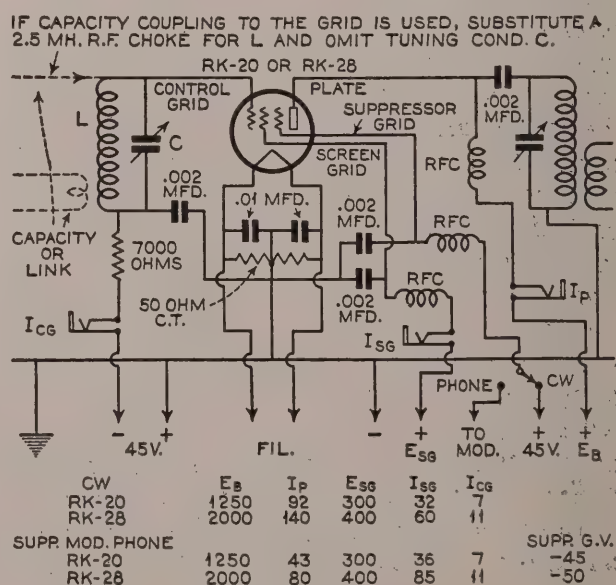 IF CAPACITY COUPLING TO THE GRID IS USED, SUBSTITUTE A
2.5 MH. R.F. CHOKE FOR L AND OMIT TUNING COND. C.
RK-20 OR RK-28
CONTROL GRID
PLATE
.002 MFD.
SUPPRESSOR GRID
L
C
SCREEN GRID
RFC
.002 MFD.
.01 MFD.
.002 MFD.
RFC
CAPACITY OR LINK
7000 OHMS
50 OHM C.T.
.002 MFD.
RFC
IP
ICG
ISG
PHONE
CW
- 45V. +
FIL.
-
+ ESG
TO MOD.
+ 45V.
+ EB
CW EB IP ESG ISG ICG
RK-20 1250 92 300 32 7
RK-28 2000 140 400 60 11
SUPP. MOD. PHONE SUPP. G.V.
RK-20 1250 43 300 36 7 -45
RK-28 2000 80 400 85 11 -50